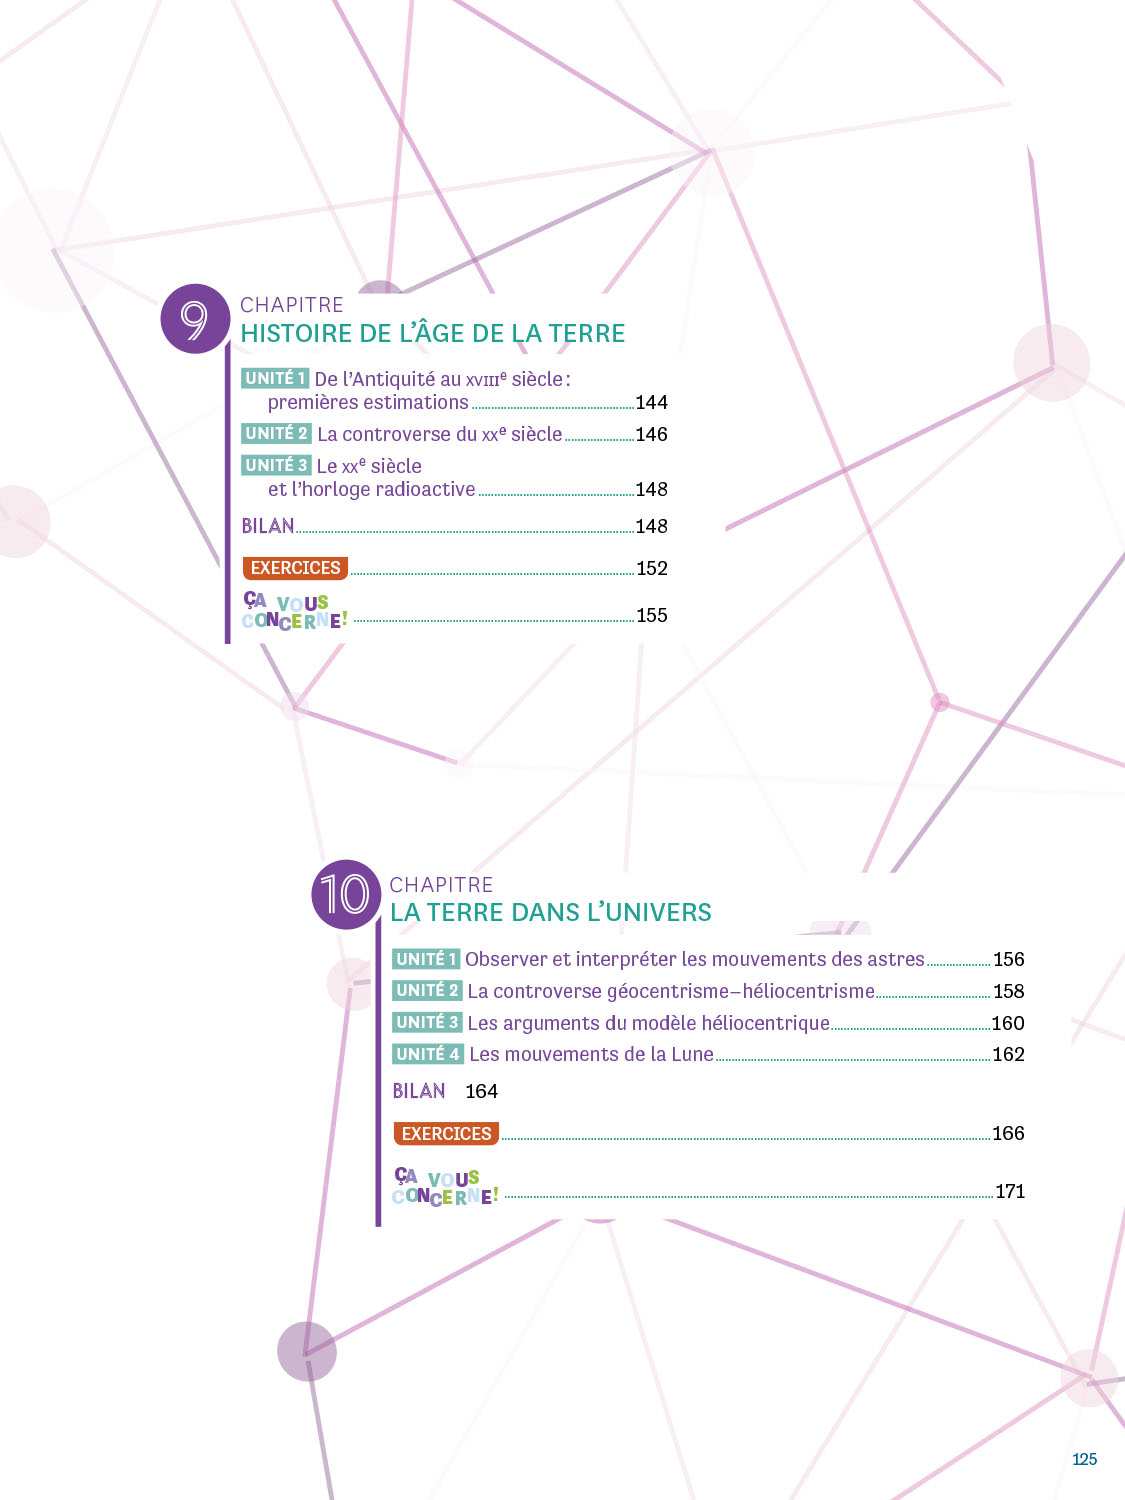 9
CHAPITRE
HISTOIRE DE L'ÂGE DE LA TERRE
UNITÉ 1 De l'Antiquité au XVIIIe siècle :
premières estimations 144
UNITÉ 2 La controverse du XXe siècle 146
UNITÉ 3 Le XXe siècle
et l'horloge radioactive 148
BILAN 148
EXERCICES 152
ÇA VOUS
CONCERNE! 155
10
CHAPITRE
LA TERRE DANS L'UNIVERS
UNITÉ 1 Observer et interpréter les mouvements des astres 156
UNITÉ 2 La controverse géocentrisme–héliocentrisme 158
UNITÉ 3 Les arguments du modèle héliocentrique 160
UNITÉ 4 Les mouvements de la Lune 162
BILAN 164
EXERCICES 166
ÇA VOUS
CONCERNE! 171
125